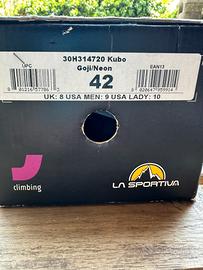 30H314720 Kubo
Goji/Neon
UPC
EAN13
42
UK: 8 USA MEN: 9 USA LADY: 10
climbing
LA SPORTIVA